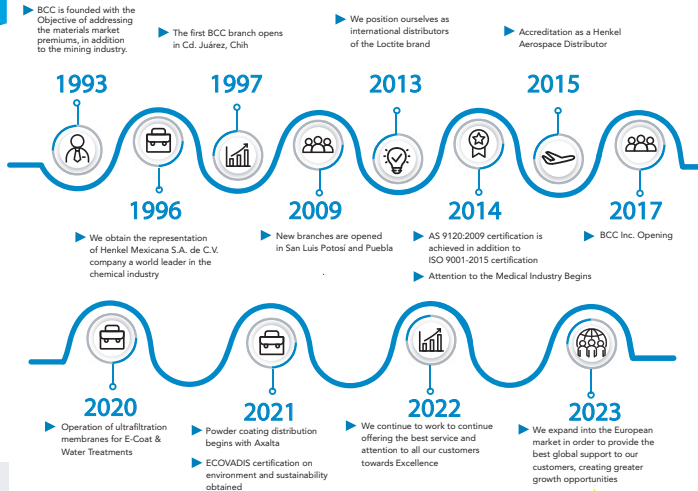 BCC is founded with the
Objective of addressing
the materials market
premiums, in addition
to the mining industry.
1993
1996
We obtain the representation
of Henkel Mexicana S.A. de C.V.
company a world leader in the
chemical industry
The first BCC branch opens
in Cd. Juárez, Chih
1997
2009
New branches are opened
in San Luis Potosí and Puebla
We position ourselves as
international distributors
of the Loctite brand
2013
2014
AS 9120:2009 certification is
achieved in addition to
ISO 9001-2015 certification
Attention to the Medical Industry Begins
Accreditation as a Henkel
Aerospace Distributor
2015
2017
BCC Inc. Opening
2020
Operation of ultrafiltration
membranes for E-Coat &
Water Treatments
2021
Powder coating distribution
begins with Axalta
ECOVADIS certification on
environment and sustainability
obtained
2022
We continue to work to continue
offering the best service and
attention to all our customers
towards Excellence
2023
We expand into the European
market in order to provide the
best global support to our
customers, creating greater
growth opportunities